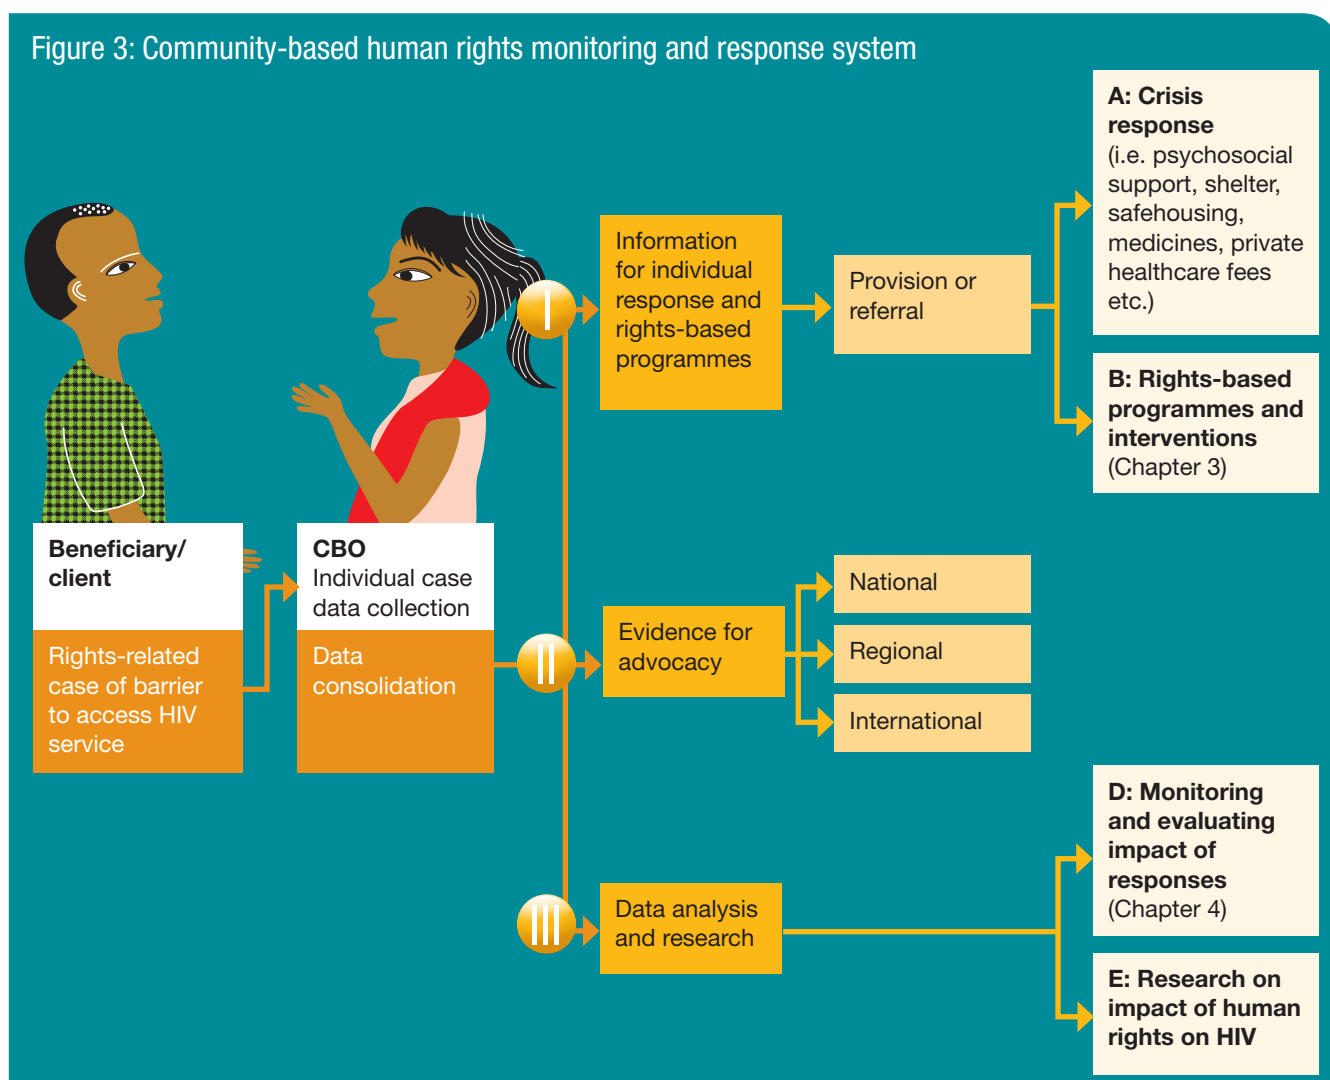 Figure 3: Community-based human rights monitoring and response system
Beneficiary/
client
Rights-related
case of barrier
to access HIV
service
CBO
Individual case
data collection
Data
consolidation
I
Information
for individual
response and
rights-based
programmes
Provision or
referral
A: Crisis
response
(i.e. psychosocial
support, shelter,
safehousing,
medicines, private
healthcare fees
etc.)
B: Rights-based
programmes and
interventions
(Chapter 3)
II
Evidence for
advocacy
National
Regional
International
III
Data analysis
and research
D: Monitoring
and evaluating
impact of
responses
(Chapter 4)
E: Research on
impact of human
rights on HIV